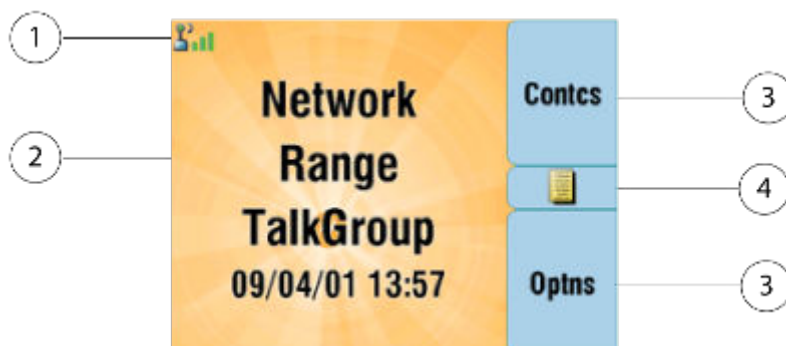 1
2
Network
Range
TalkGroup
09/04/01 13:57
Contcs
Optns
3
4
3